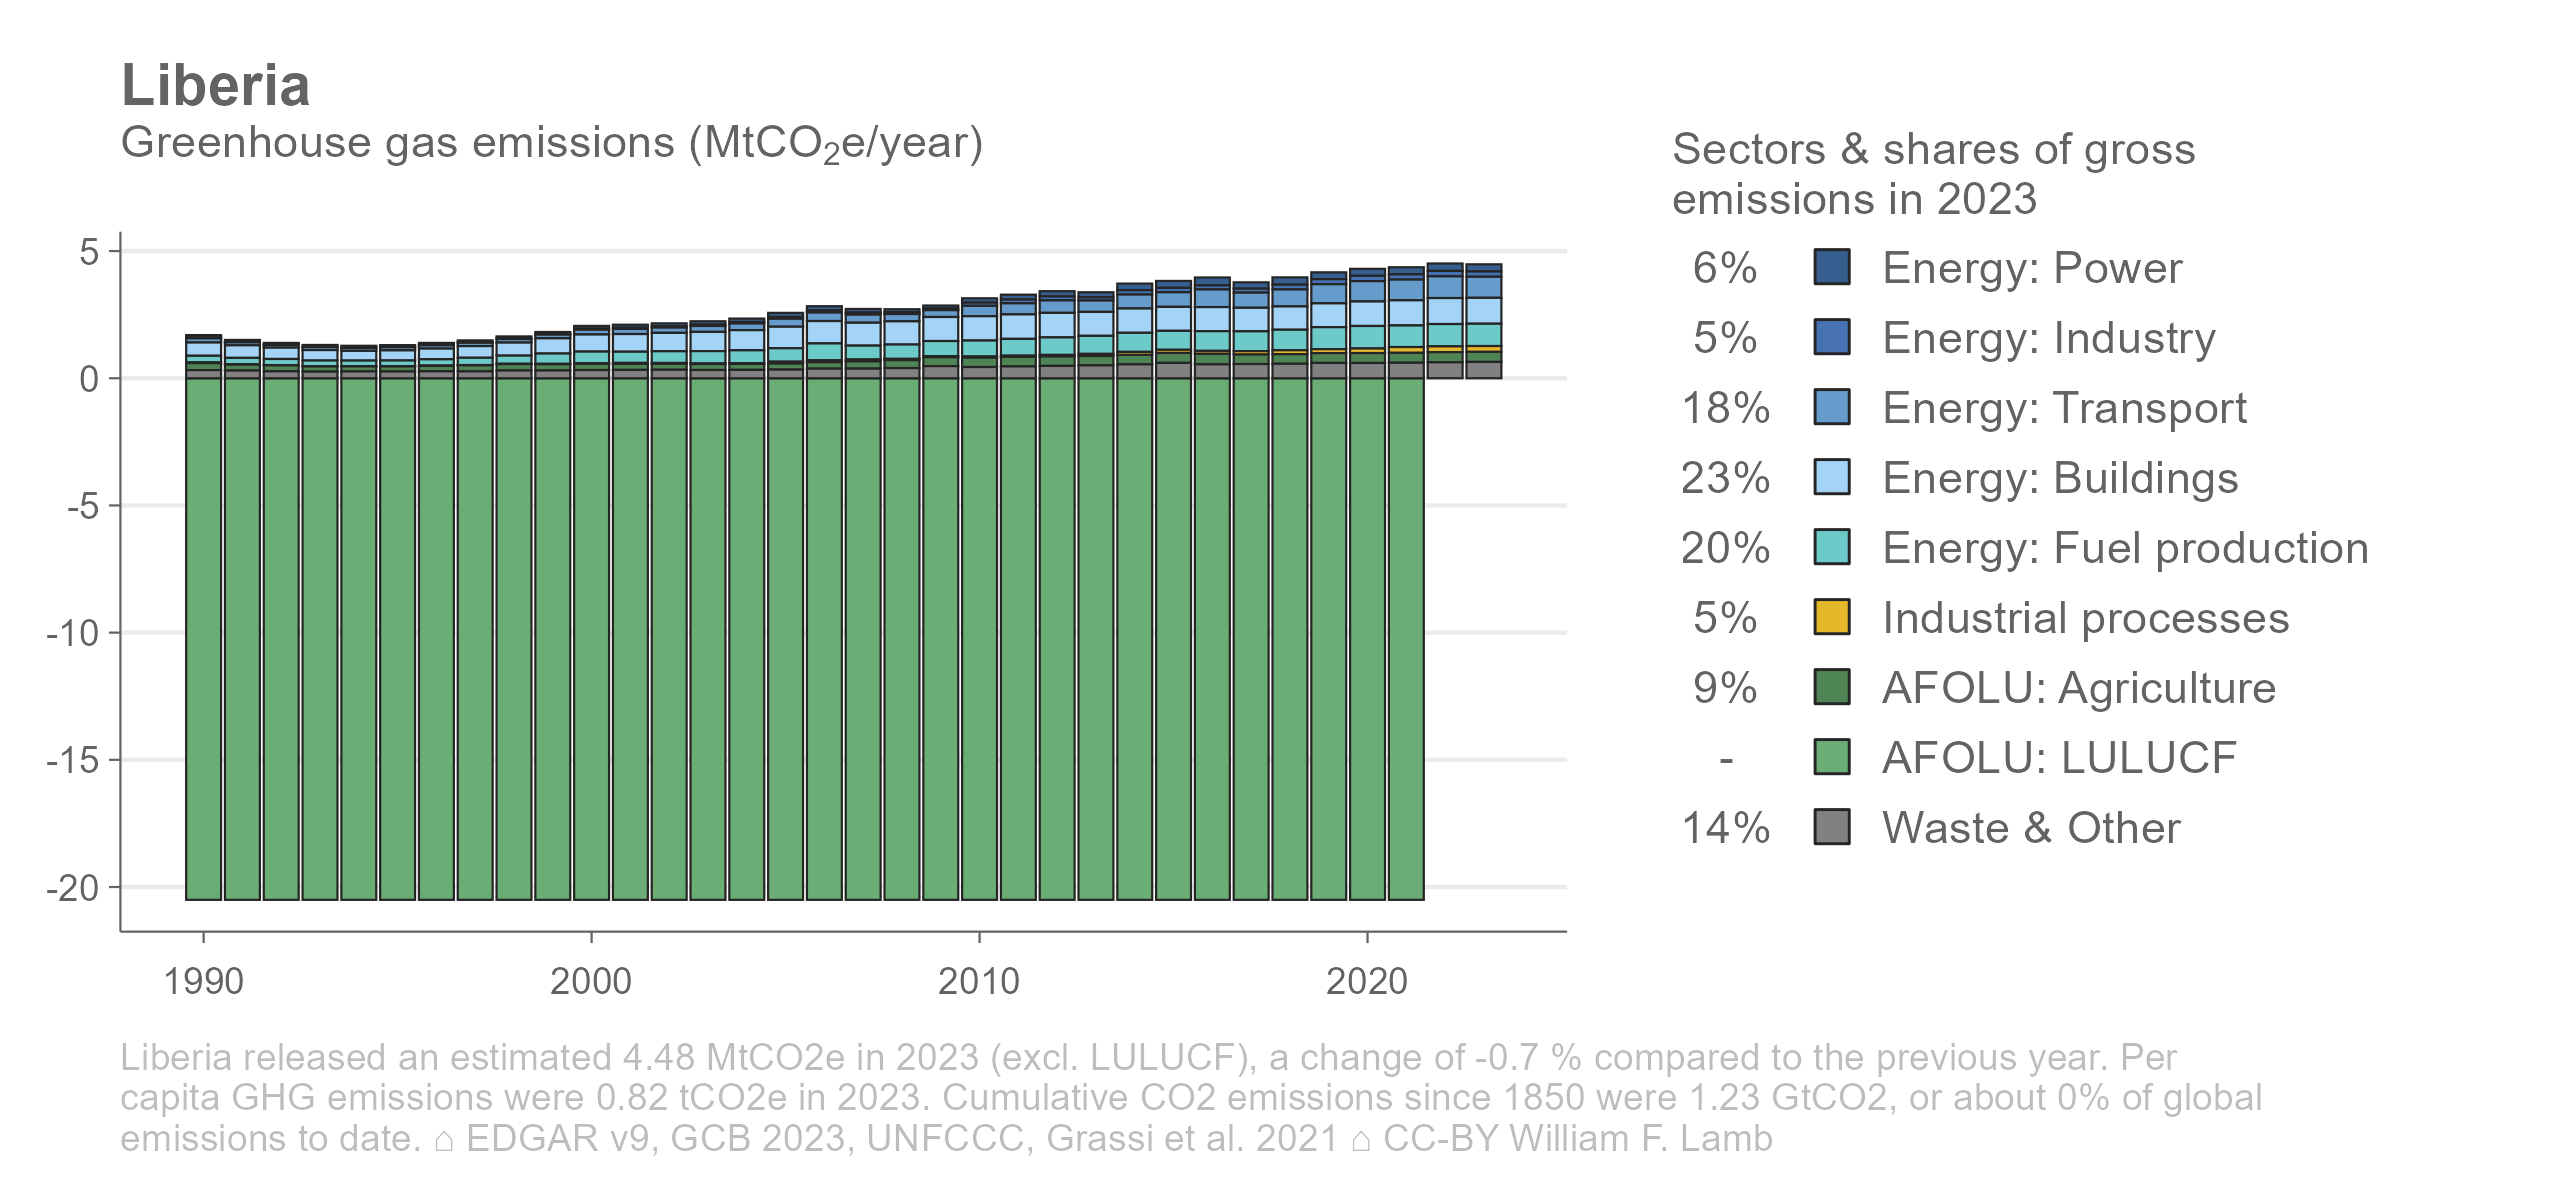 Liberia
Greenhouse gas emissions (MtCO₂e/year)
Sectors & shares of gross
emissions in 2023
5
0
-5
-10
-15
-20
1990 2000 2010 2020
6% Energy: Power
5% Energy: Industry
18% Energy: Transport
23% Energy: Buildings
20% Energy: Fuel production
5% Industrial processes
9% AFOLU: Agriculture
- AFOLU: LULUCF
14% Waste & Other
Liberia released an estimated 4.48 MtCO2e in 2023 (excl. LULUCF), a change of -0.7 % compared to the previous year. Per
capita GHG emissions were 0.82 tCO2e in 2023. Cumulative CO2 emissions since 1850 were 1.23 GtCO2, or about 0% of global
emissions to date. ⌂ EDGAR v9, GCB 2023, UNFCCC, Grassi et al. 2021 ⌂ CC-BY William F. Lamb